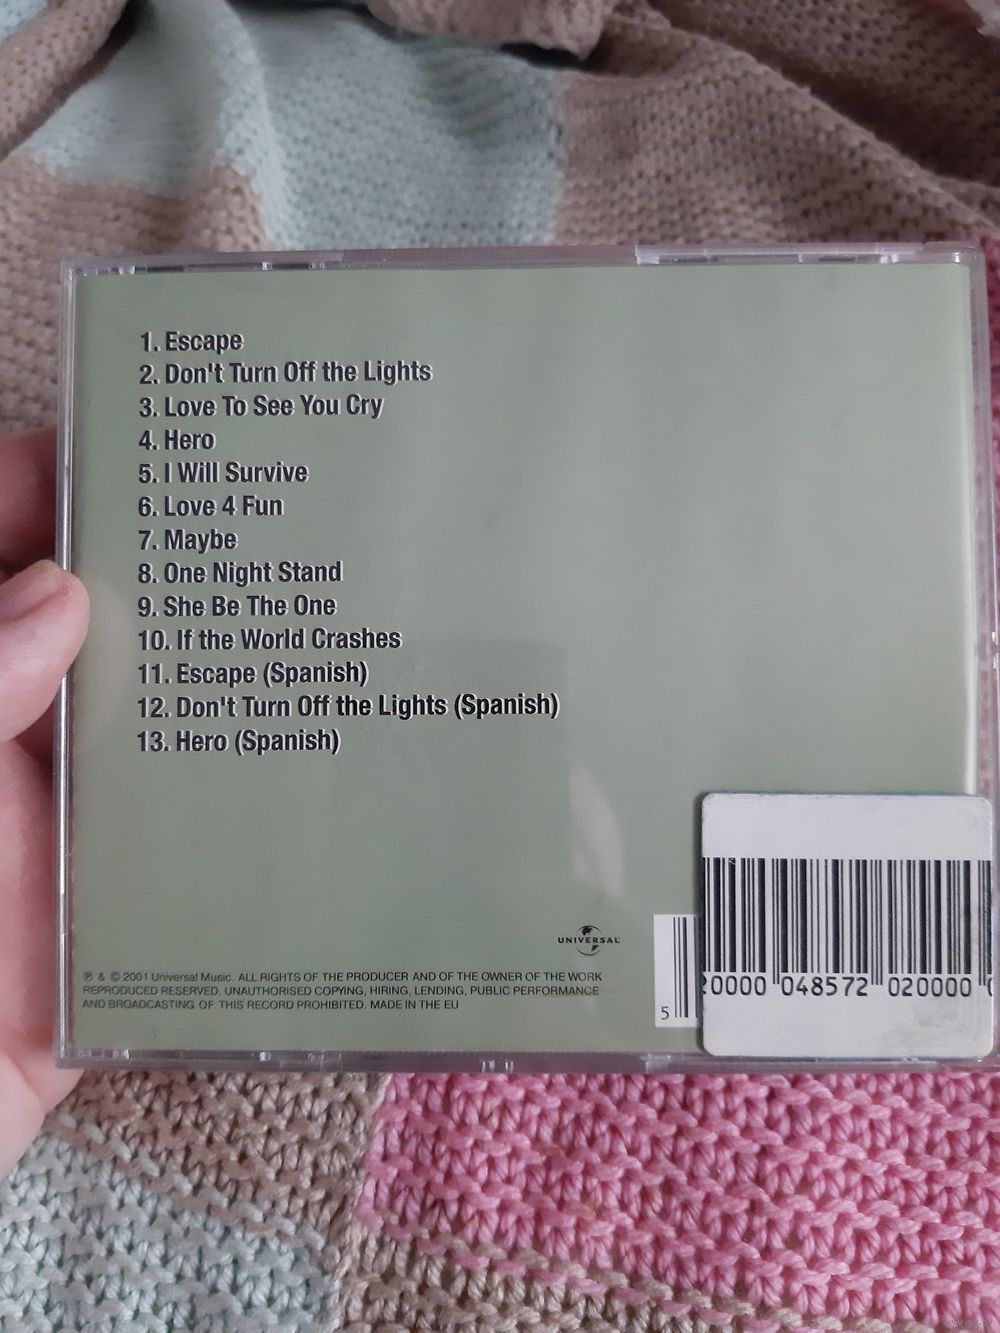 1. Escape
2. Don't Turn Off the Lights
3. Love To See You Cry
4. Hero
5. I Will Survive
6. Love 4 Fun
7. Maybe
8. One Night Stand
9. She Be The One
10. If the World Crashes
11. Escape (Spanish)
12. Don't Turn Off the Lights (Spanish)
13. Hero (Spanish)
UNIVERSAL
℗ & © 2001 Universal Music. ALL RIGHTS OF THE PRODUCER AND OF THE OWNER OF THE WORK
REPRODUCED RESERVED. UNAUTHORISED COPYING, HIRING, LENDING, PUBLIC PERFORMANCE
AND BROADCASTING OF THIS RECORD PROHIBITED. MADE IN THE EU
5
20000 048572 020000